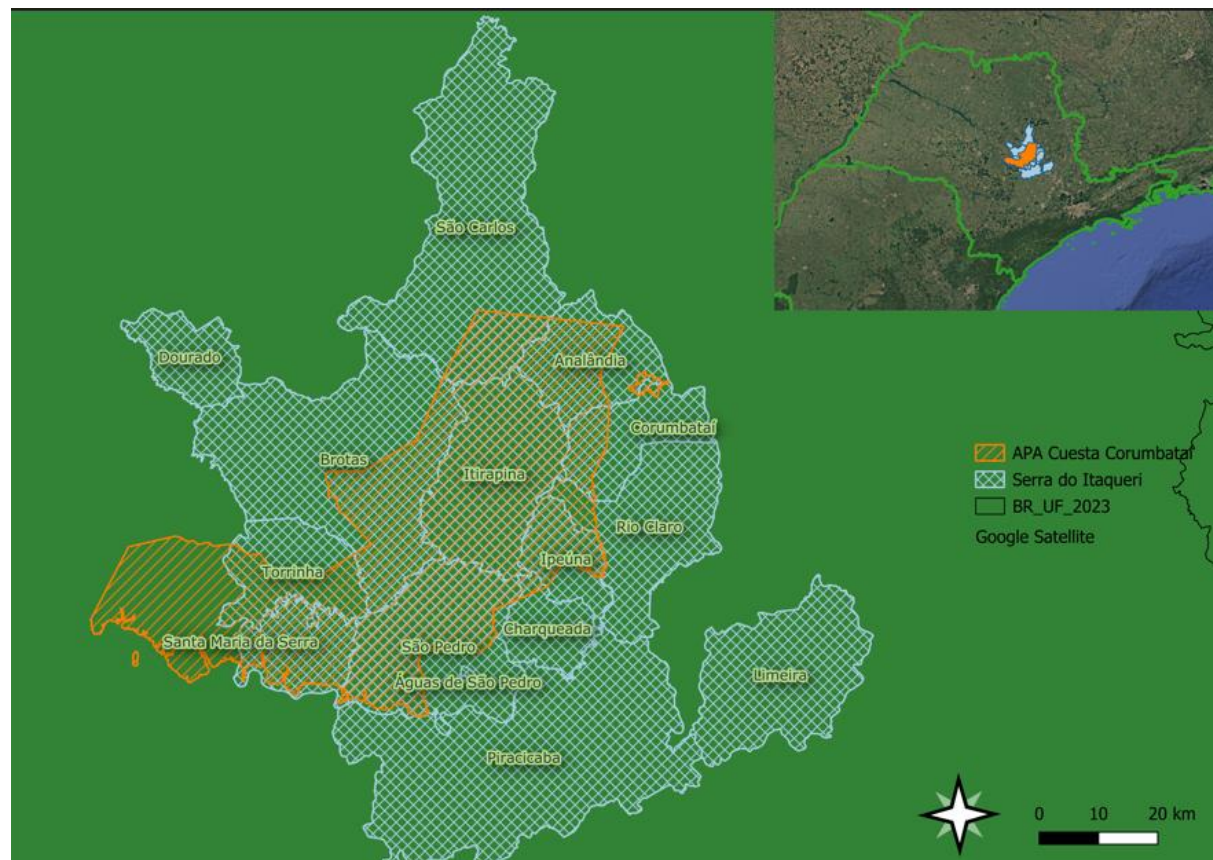 São Carlos
Dourado
Analândia
Corumbataí
Brotas
Itirapina
Rio Claro
Ipeúna
Torrinha
Charqueada
Santa Maria da Serra
São Pedro
Águas de São Pedro
Limeira
Piracicaba
APA Cuesta Corumbataí
Serra do Itaqueri
BR_UF_2023
Google Satellite
0 10 20 km